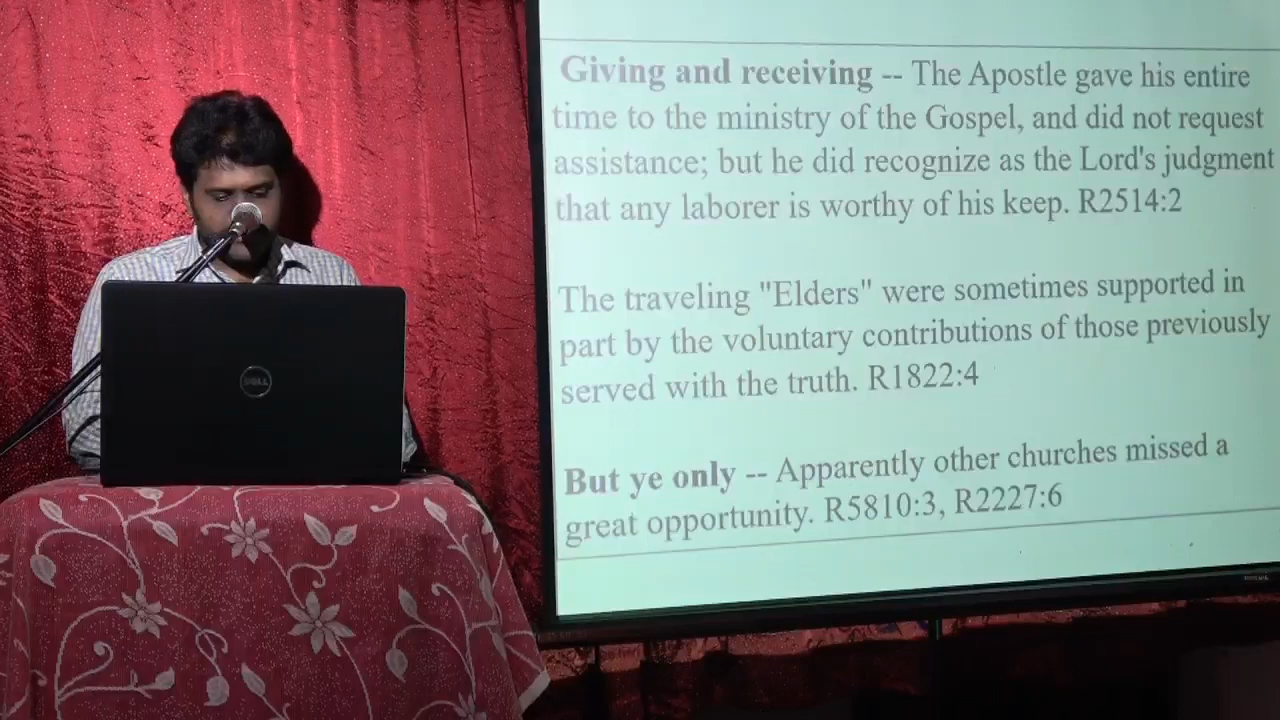 Giving and receiving -- The Apostle gave his entire
time to the ministry of the Gospel, and did not request
assistance; but he did recognize as the Lord's judgment
that any laborer is worthy of his keep. R2514:2
The traveling "Elders" were sometimes supported in
part by the voluntary contributions of those previously
served with the truth. R1822:4
But ye only -- Apparently other churches missed a
great opportunity. R5810:3, R2227:6
DELL